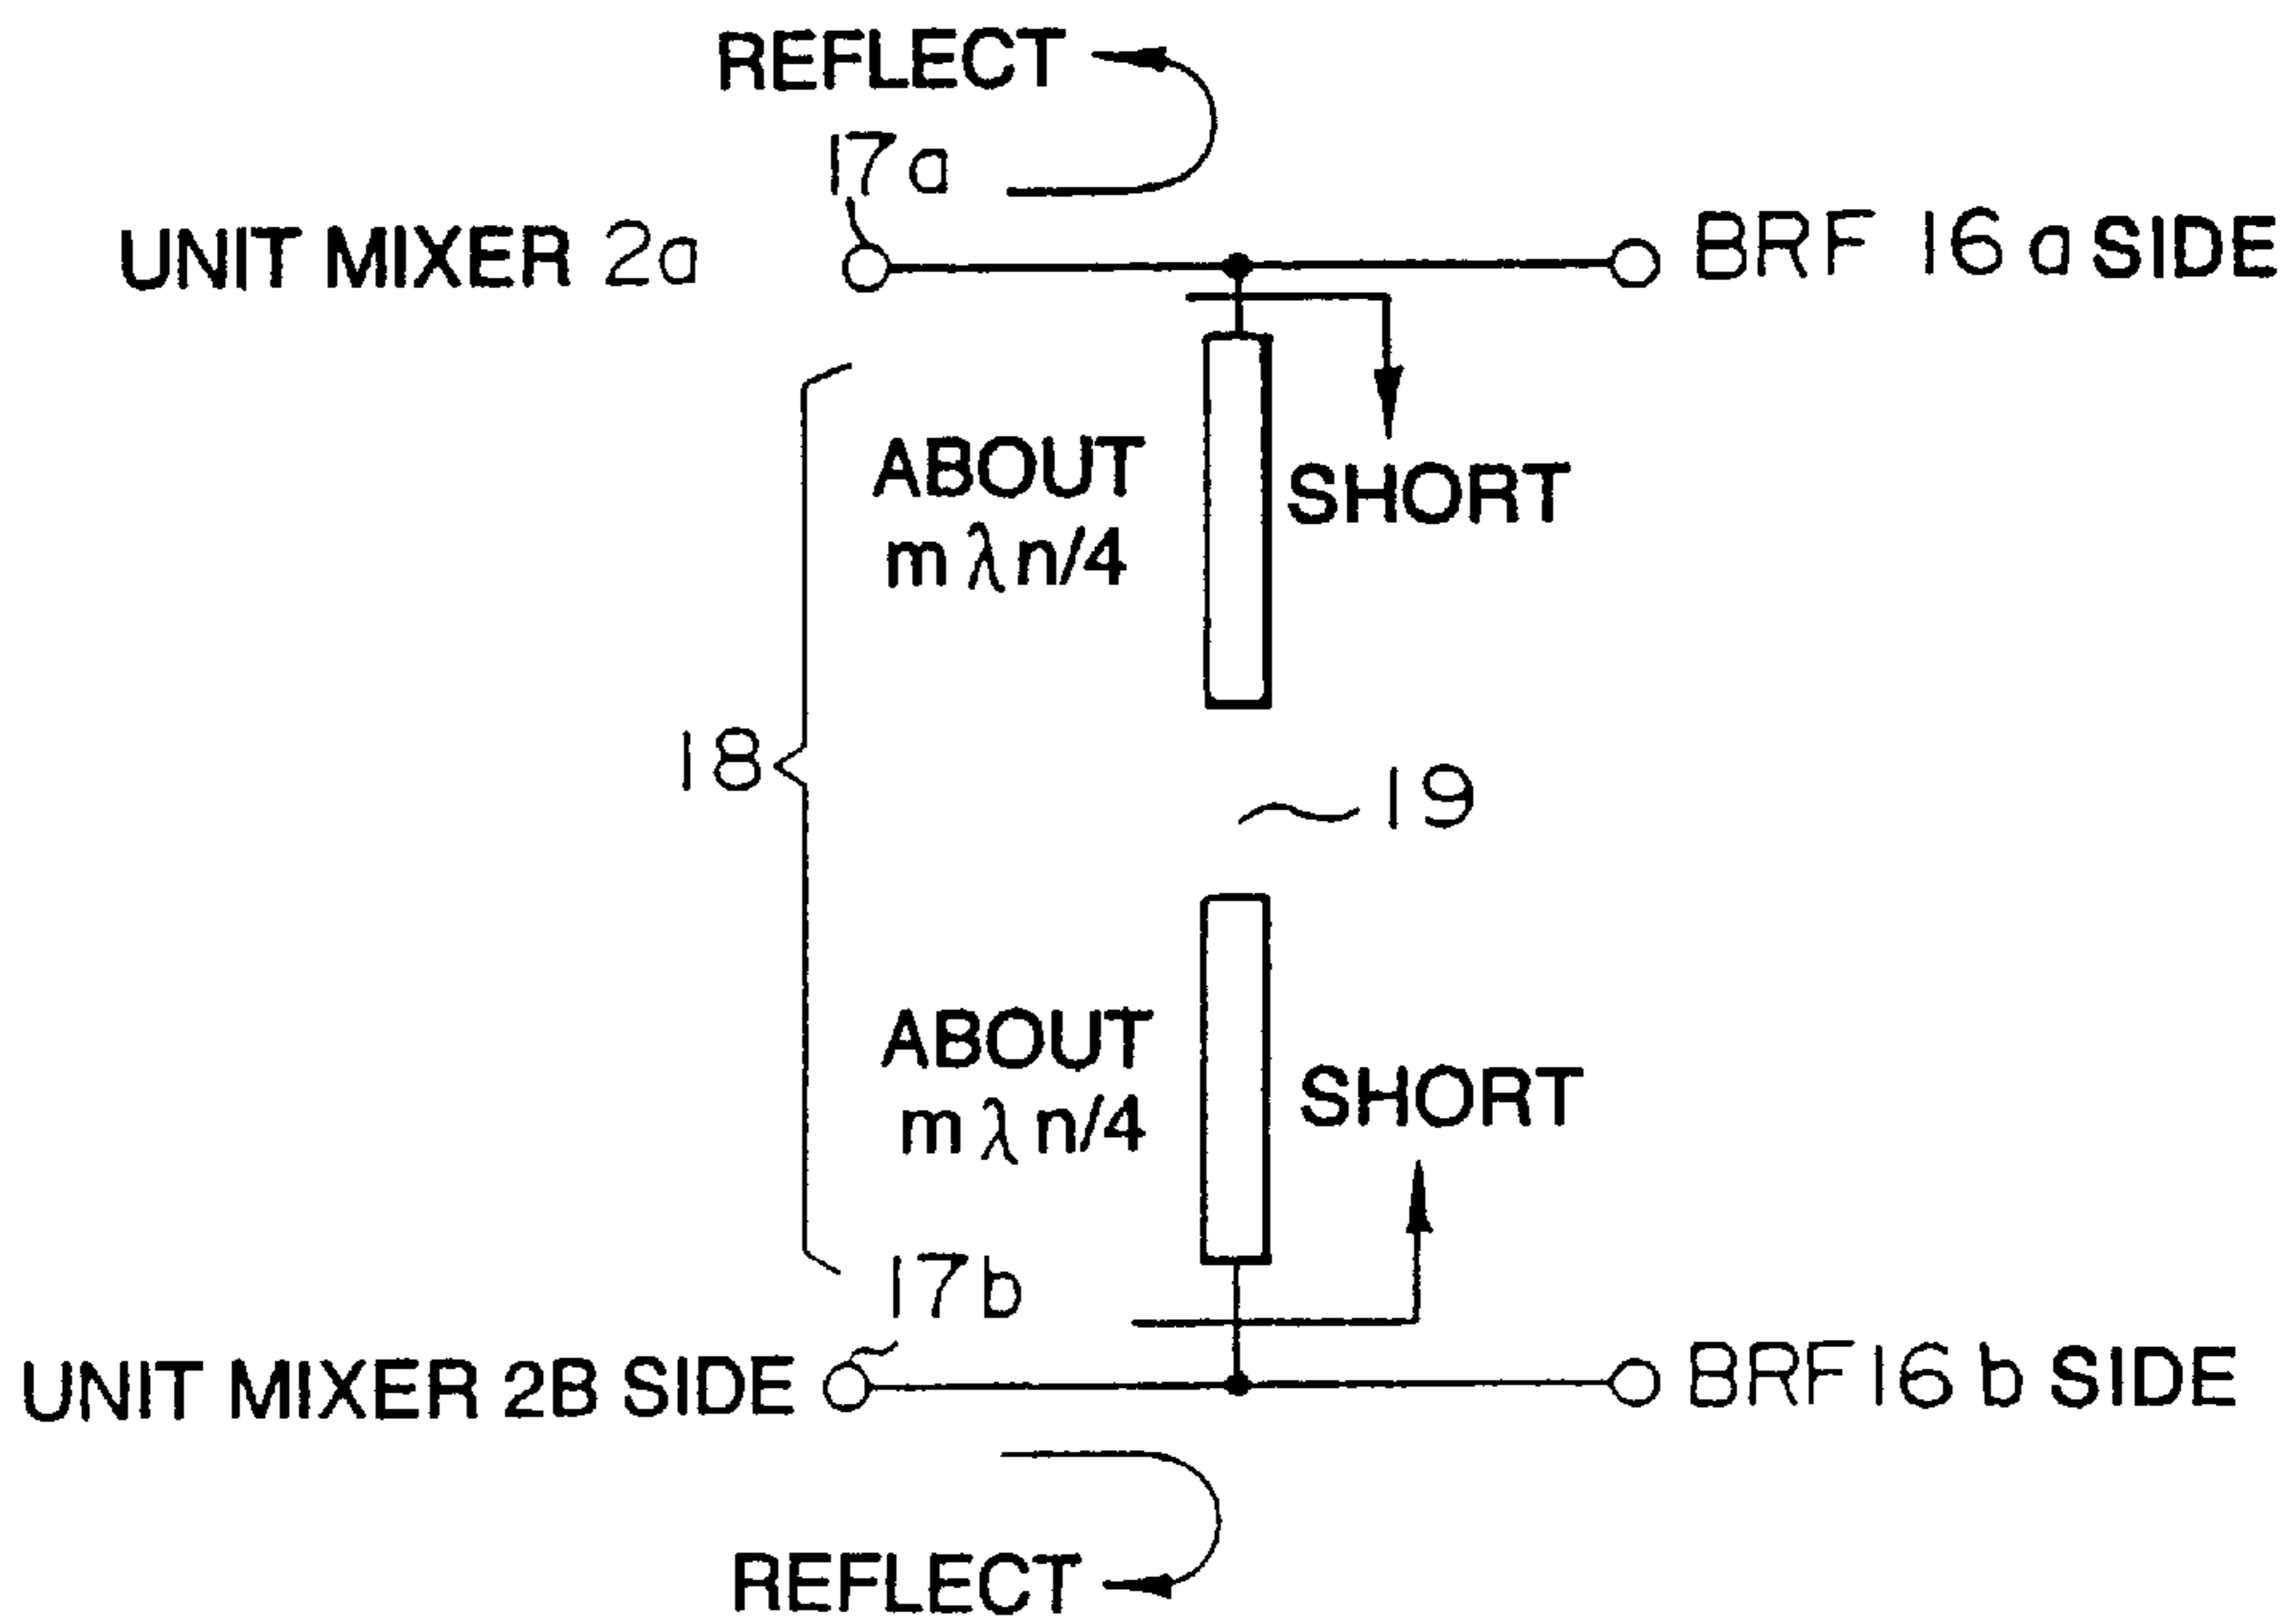 REFLECT
17a
UNIT MIXER 2a
BRF 16a SIDE
ABOUT
mλn/4
SHORT
18
19
ABOUT
mλn/4
SHORT
17b
UNIT MIXER 2B SIDE
BRF16b SIDE
REFLECT